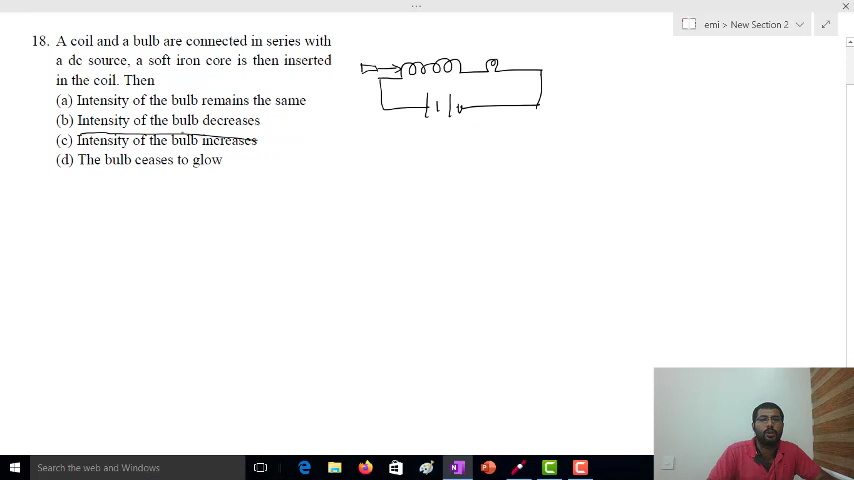 emi > New Section 2
18. A coil and a bulb are connected in series with
a dc source, a soft iron core is then inserted
in the coil. Then
(a) Intensity of the bulb remains the same
(b) Intensity of the bulb decreases
(c) Intensity of the bulb increases
(d) The bulb ceases to glow
Search the web and Windows